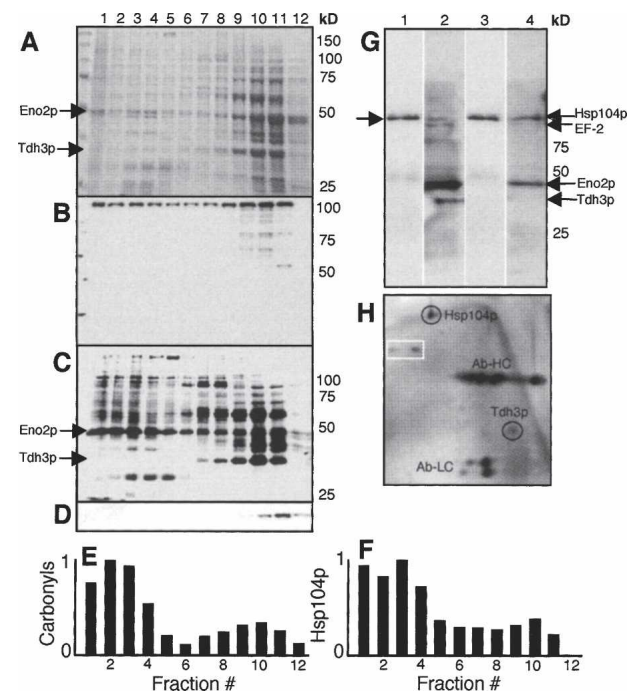 A
1 2 3 4 5 6 7 8 9 10 11 12 kD
150
100
75
Eno2p
50
Tdh3p
25
B
100
75
50
C
100
75
Eno2p
50
Tdh3p
25
D
E
Carbonyls
1
0
2 4 6 8 10 12
Fraction #
F
Hsp104p
1
0
2 4 6 8 10 12
Fraction #
G
1 2 3 4 kD
Hsp104p
EF-2
75
50
Eno2p
Tdh3p
25
H
Hsp104p
Ab-HC
Tdh3p
Ab-LC